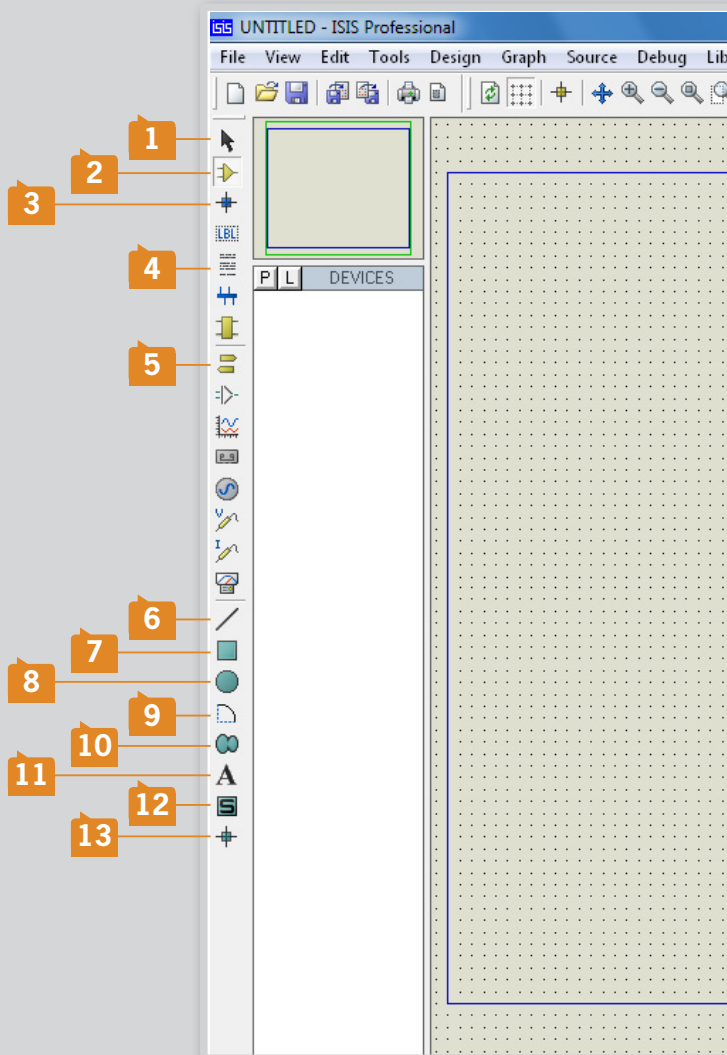 isis UNTITLED - ISIS Professional
File View Edit Tools Design Graph Source Debug Lib
1
2
3
LBL
4
P L DEVICES
5
V
I
6
7
8
9
10
11
A
12
S
13